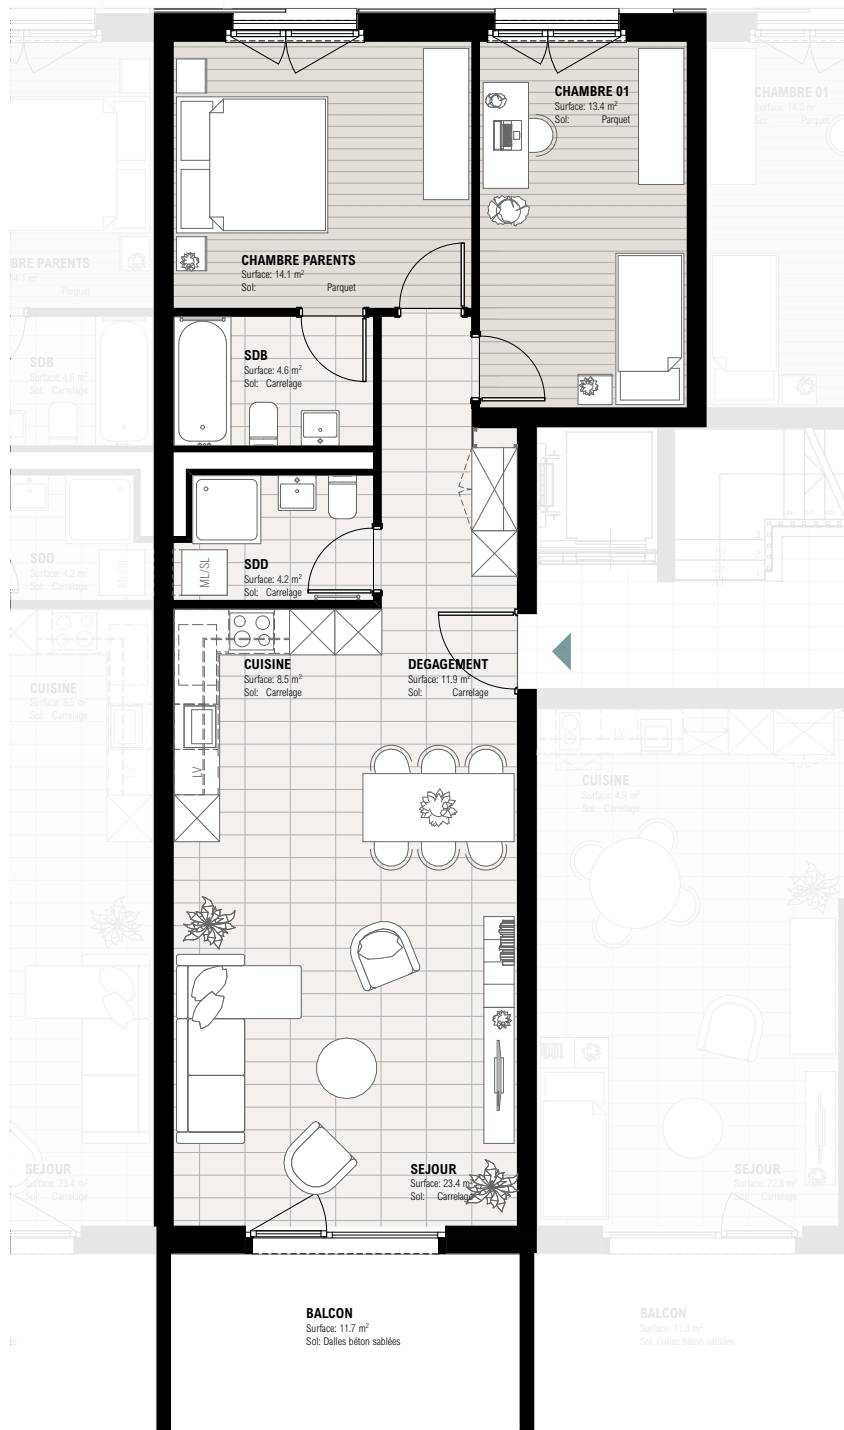 CHAMBRE 01
Surface: 13.4 m²
Sol: Parquet
CHAMBRE 01
Surface: 14.0 m²
Sol: Parquet
CHAMBRE PARENTS
Surface: 14.1 m²
Sol: Parquet
BRE PARENTS
14.1 m²
Parquet
SDB
Surface: 4.6 m²
Sol: Carrelage
SDB
Surface: 4.6 m²
Sol: Carrelage
SDD
Surface: 4.2 m²
Sol: Carrelage
ML/SL
SDD
Surface: 4.2 m²
Sol: Carrelage
ML/SL
CUISINE
Surface: 8.5 m²
Sol: Carrelage
DEGAGEMENT
Surface: 11.9 m²
Sol: Carrelage
CUISINE
Surface: 8.5 m²
Sol: Carrelage
LV
LV
LV
CUISINE
Surface: 4.9 m²
Sol: Carrelage
SEJOUR
Surface: 23.4 m²
Sol: Carrelage
SEJOUR
Surface: 23.4 m²
Sol: Carrelage
SEJOUR
Surface: 22.8 m²
Sol: Carrelage
BALCON
Surface: 11.7 m²
Sol: Dalles béton sablées
BALCON
Surface: 11.8 m²
Sol: Dalles béton sablées